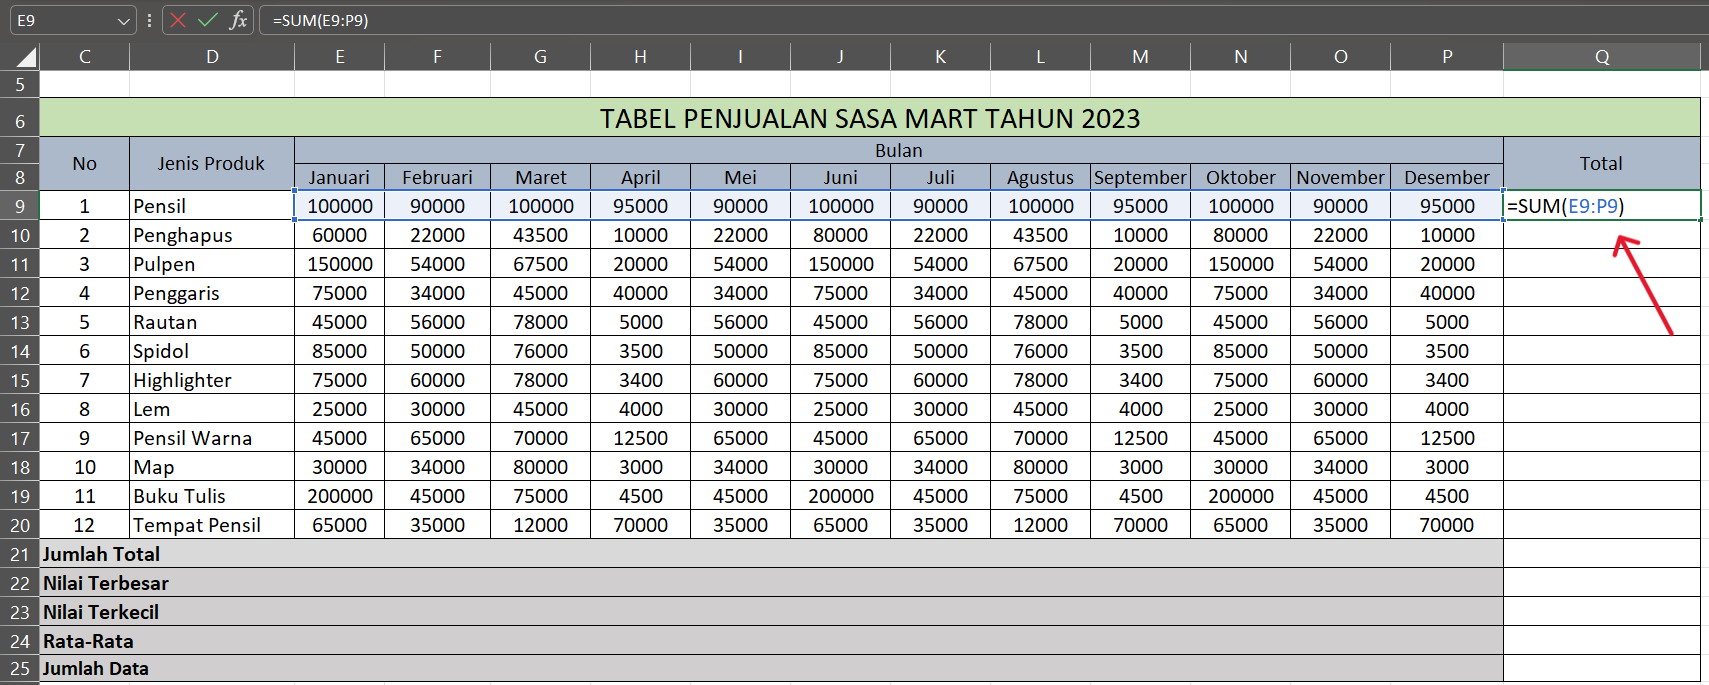 E9 fx =SUM(E9:P9)
C D E F G H I J K L M N O P Q
5
6 TABEL PENJUALAN SASA MART TAHUN 2023
7 No Jenis Produk Bulan Total
8 Januari Februari Maret April Mei Juni Juli Agustus September Oktober November Desember
9 1 Pensil 100000 90000 100000 95000 90000 100000 90000 100000 95000 100000 90000 95000 =SUM(E9:P9)
10 2 Penghapus 60000 22000 43500 10000 22000 80000 22000 43500 10000 80000 22000 10000
11 3 Pulpen 150000 54000 67500 20000 54000 150000 54000 67500 20000 150000 54000 20000
12 4 Penggaris 75000 34000 45000 40000 34000 75000 34000 45000 40000 75000 34000 40000
13 5 Rautan 45000 56000 78000 5000 56000 45000 56000 78000 5000 45000 56000 5000
14 6 Spidol 85000 50000 76000 3500 50000 85000 50000 76000 3500 85000 50000 3500
15 7 Highlighter 75000 60000 78000 3400 60000 75000 60000 78000 3400 75000 60000 3400
16 8 Lem 25000 30000 45000 4000 30000 25000 30000 45000 4000 25000 30000 4000
17 9 Pensil Warna 45000 65000 70000 12500 65000 45000 65000 70000 12500 45000 65000 12500
18 10 Map 30000 34000 80000 3000 34000 30000 34000 80000 3000 30000 34000 3000
19 11 Buku Tulis 200000 45000 75000 4500 45000 200000 45000 75000 4500 200000 45000 4500
20 12 Tempat Pensil 65000 35000 12000 70000 35000 65000 35000 12000 70000 65000 35000 70000
21 Jumlah Total
22 Nilai Terbesar
23 Nilai Terkecil
24 Rata-Rata
25 Jumlah Data